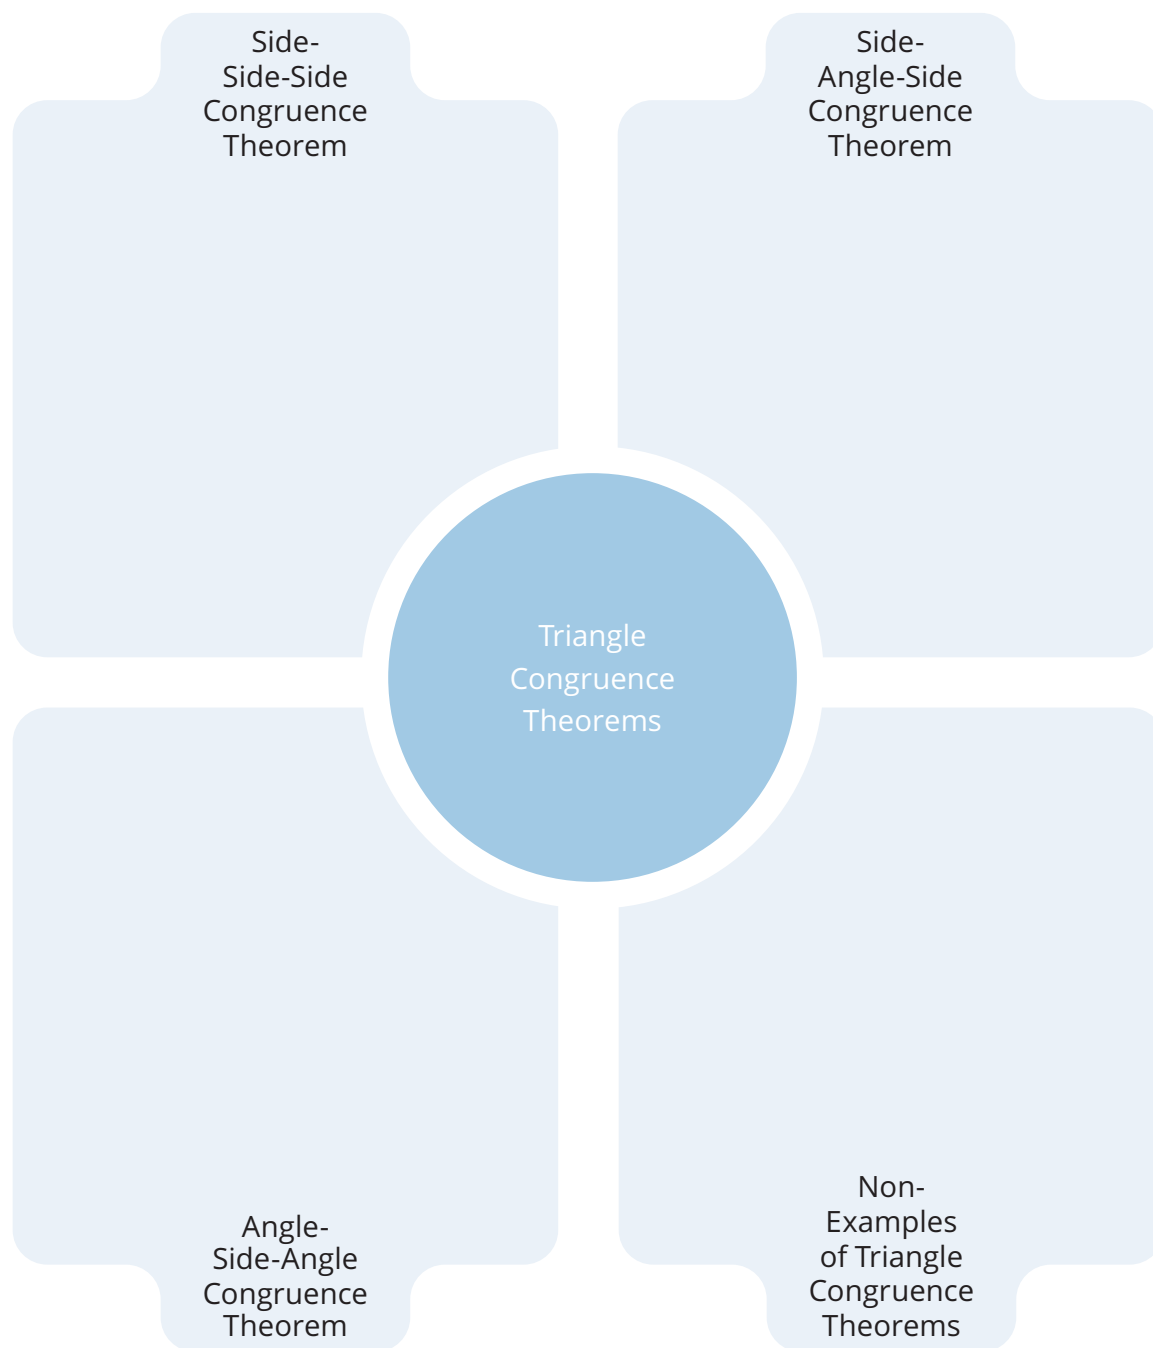 Side-
Side-Side
Congruence
Theorem
Side-
Angle-Side
Congruence
Theorem
Triangle
Congruence
Theorems
Angle-
Side-Angle
Congruence
Theorem
Non-
Examples
of Triangle
Congruence
Theorems